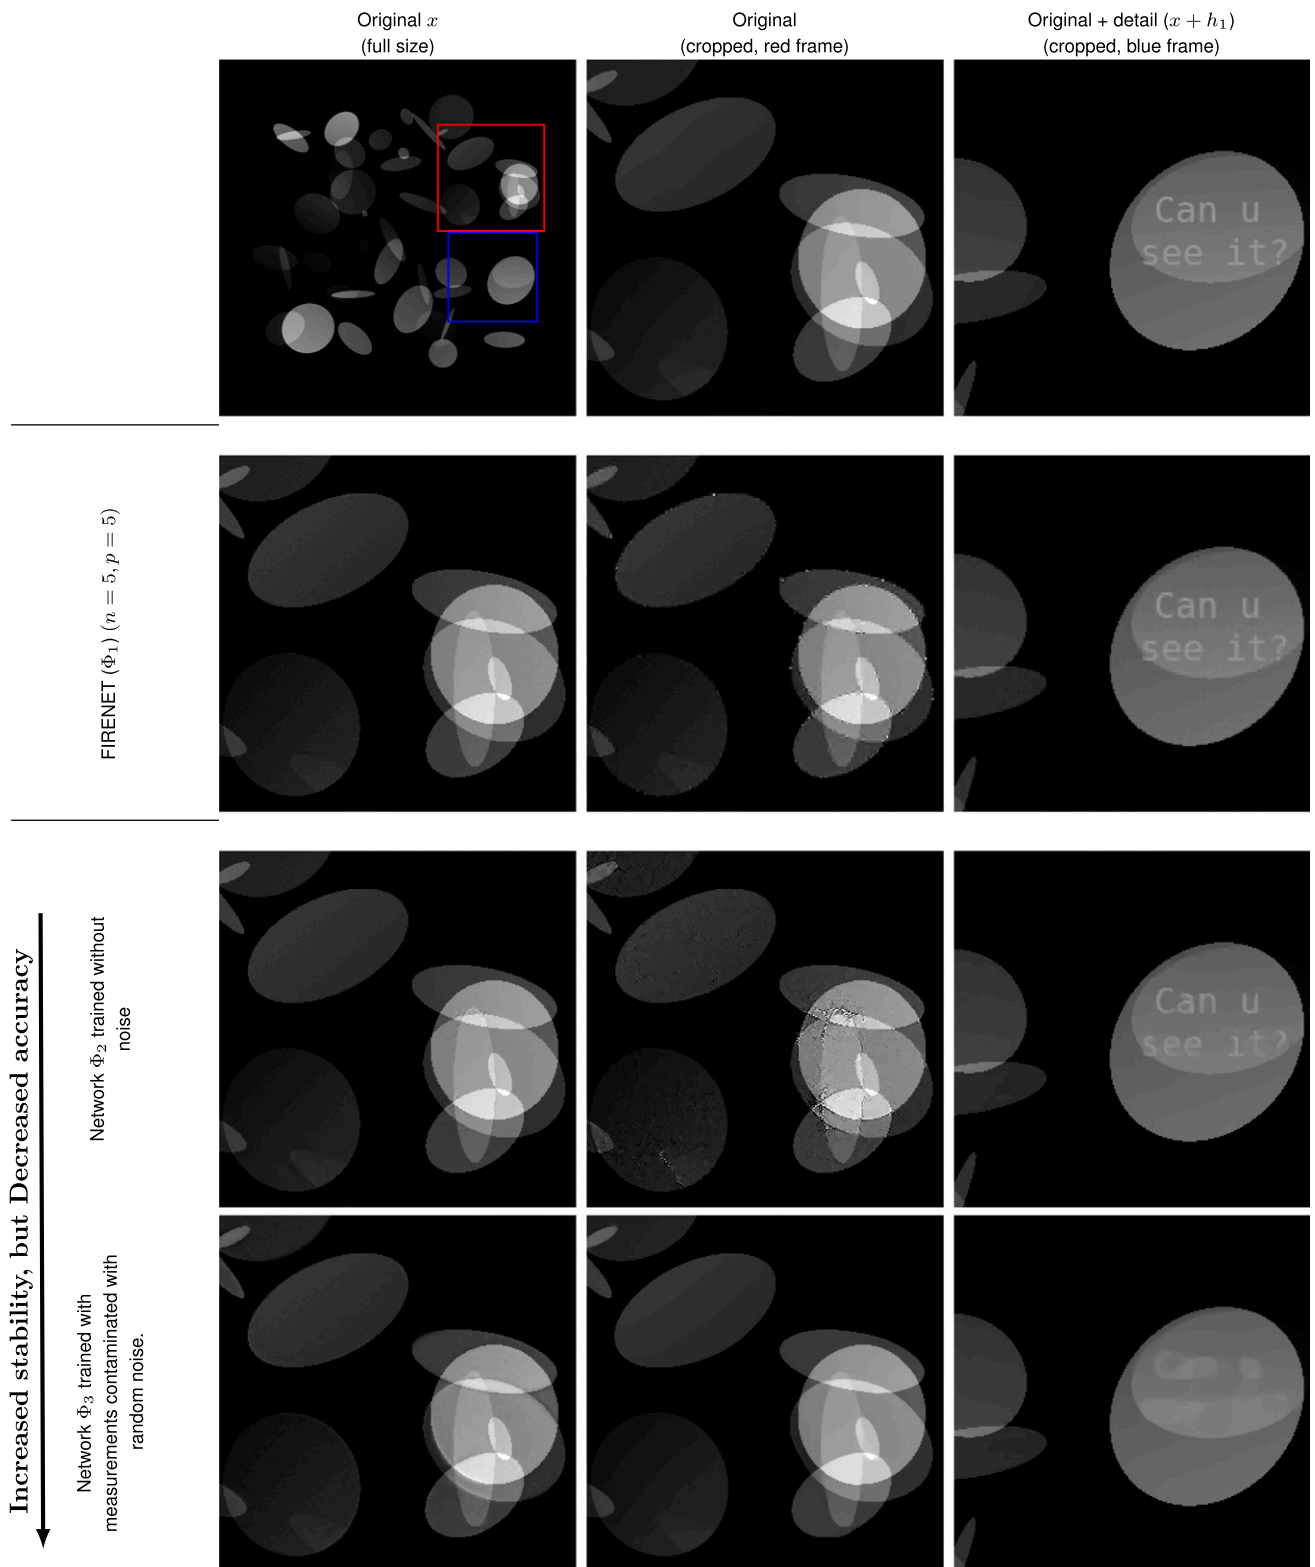 Original x
(full size)
Original
(cropped, red frame)
Original + detail (x + h₁)
(cropped, blue frame)
Can u
see it?
FIRENET (Φ₁) (n = 5, p = 5)
Can u
see it?
Increased stability, but Decreased accuracy
Network Φ₂ trained without
noise
Can u
see it?
Network Φ₃ trained with
measurements contaminated with
random noise.